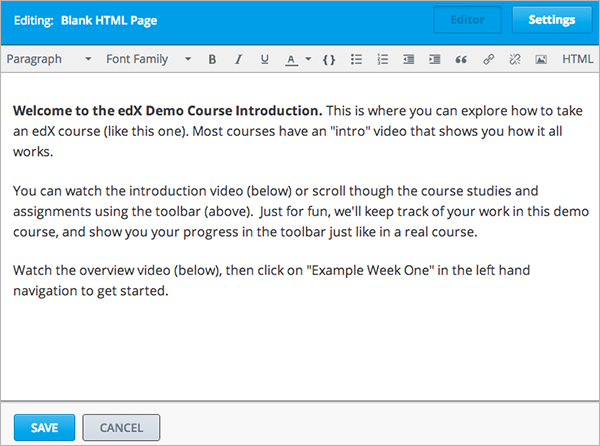 Editing: Blank HTML Page Editor Settings
Paragraph Font Family B I U A {} “ HTML
Welcome to the edX Demo Course Introduction. This is where you can explore how to take
an edX course (like this one). Most courses have an "intro" video that shows you how it all
works.
You can watch the introduction video (below) or scroll though the course studies and
assignments using the toolbar (above).  Just for fun, we'll keep track of your work in this demo
course, and show you your progress in the toolbar just like in a real course.
Watch the overview video (below), then click on "Example Week One" in the left hand
navigation to get started.
SAVE CANCEL